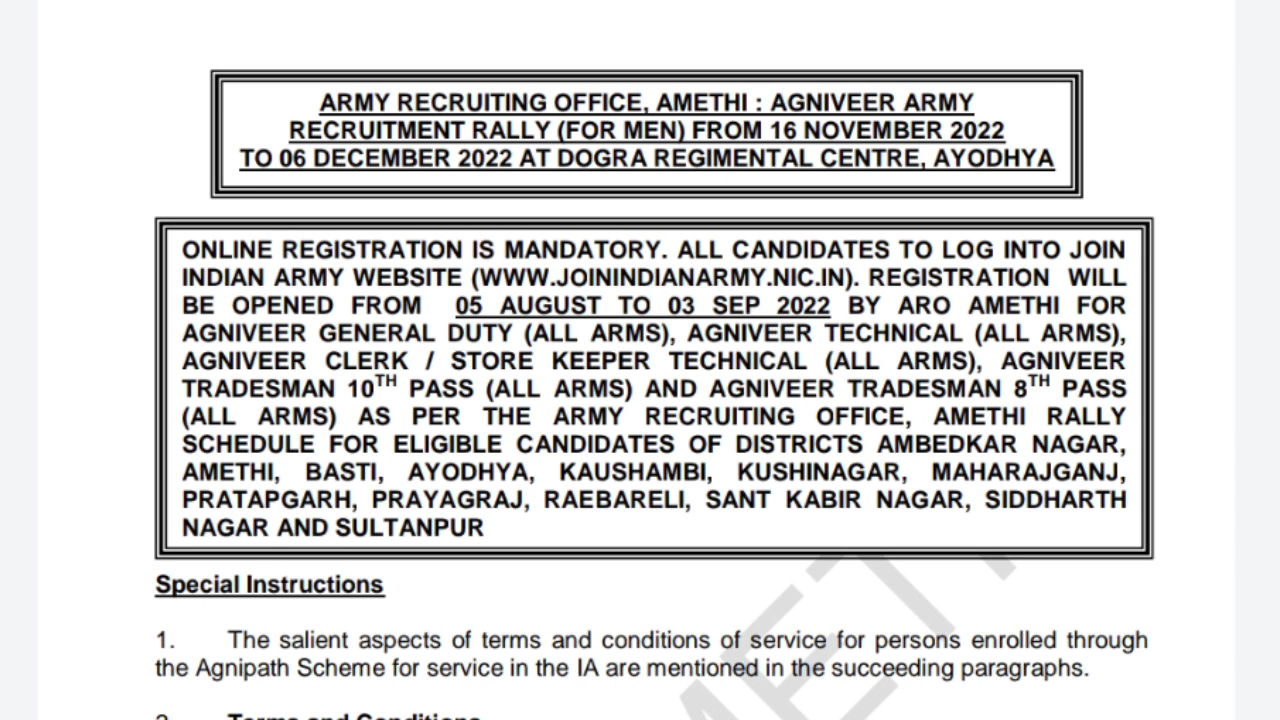 ARMY RECRUITING OFFICE, AMETHI : AGNIVEER ARMY
RECRUITMENT RALLY (FOR MEN) FROM 16 NOVEMBER 2022
TO 06 DECEMBER 2022 AT DOGRA REGIMENTAL CENTRE, AYODHYA
ONLINE REGISTRATION IS MANDATORY. ALL CANDIDATES TO LOG INTO JOIN
INDIAN ARMY WEBSITE (WWW.JOININDIANARMY.NIC.IN). REGISTRATION WILL
BE OPENED FROM 05 AUGUST TO 03 SEP 2022 BY ARO AMETHI FOR
AGNIVEER GENERAL DUTY (ALL ARMS), AGNIVEER TECHNICAL (ALL ARMS),
AGNIVEER CLERK / STORE KEEPER TECHNICAL (ALL ARMS), AGNIVEER
TRADESMAN 10TH PASS (ALL ARMS) AND AGNIVEER TRADESMAN 8TH PASS
(ALL ARMS) AS PER THE ARMY RECRUITING OFFICE, AMETHI RALLY
SCHEDULE FOR ELIGIBLE CANDIDATES OF DISTRICTS AMBEDKAR NAGAR,
AMETHI, BASTI, AYODHYA, KAUSHAMBI, KUSHINAGAR, MAHARAJGANJ,
PRATAPGARH, PRAYAGRAJ, RAEBARELI, SANT KABIR NAGAR, SIDDHARTH
NAGAR AND SULTANPUR
Special Instructions
1. The salient aspects of terms and conditions of service for persons enrolled through
the Agnipath Scheme for service in the IA are mentioned in the succeeding paragraphs.
2. Terms and Conditions